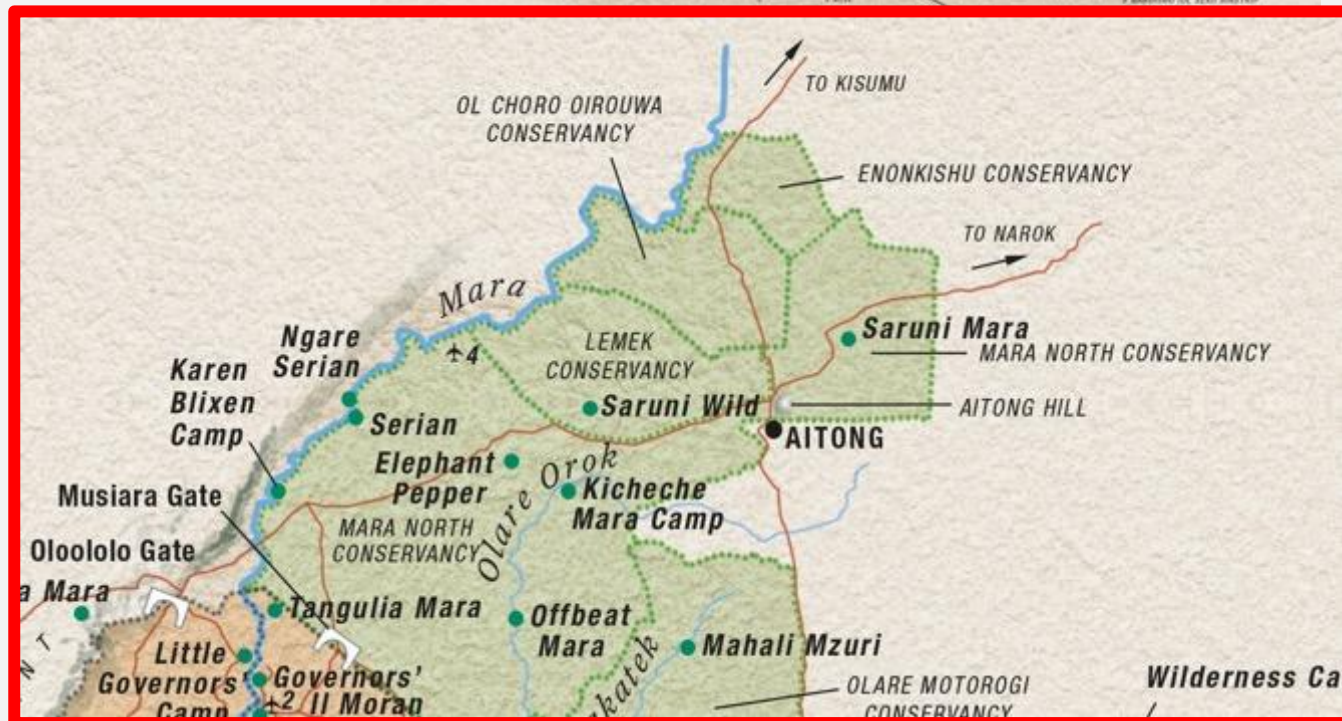 TO KISUMU
OL CHORO OIROUWA
CONSERVANCY
ENONKISHU CONSERVANCY
TO NAROK
Mara
Ngare
Serian
4
LEMEK
CONSERVANCY
Saruni Mara
MARA NORTH CONSERVANCY
Karen
Blixen
Camp
Saruni Wild
AITONG HILL
Serian
AITONG
Elephant
Pepper
Olare Orok
Kicheche
Mara Camp
Musiara Gate
MARA NORTH
CONSERVANCY
Oloololo Gate
a Mara
Tangulia Mara
Offbeat
Mara
N T
Little
Governors'
Camp
Governors'
Il Moran
2
Mahali Mzuri
katek
OLARE MOTOROGI
CONSERVANCY
Wilderness Ca